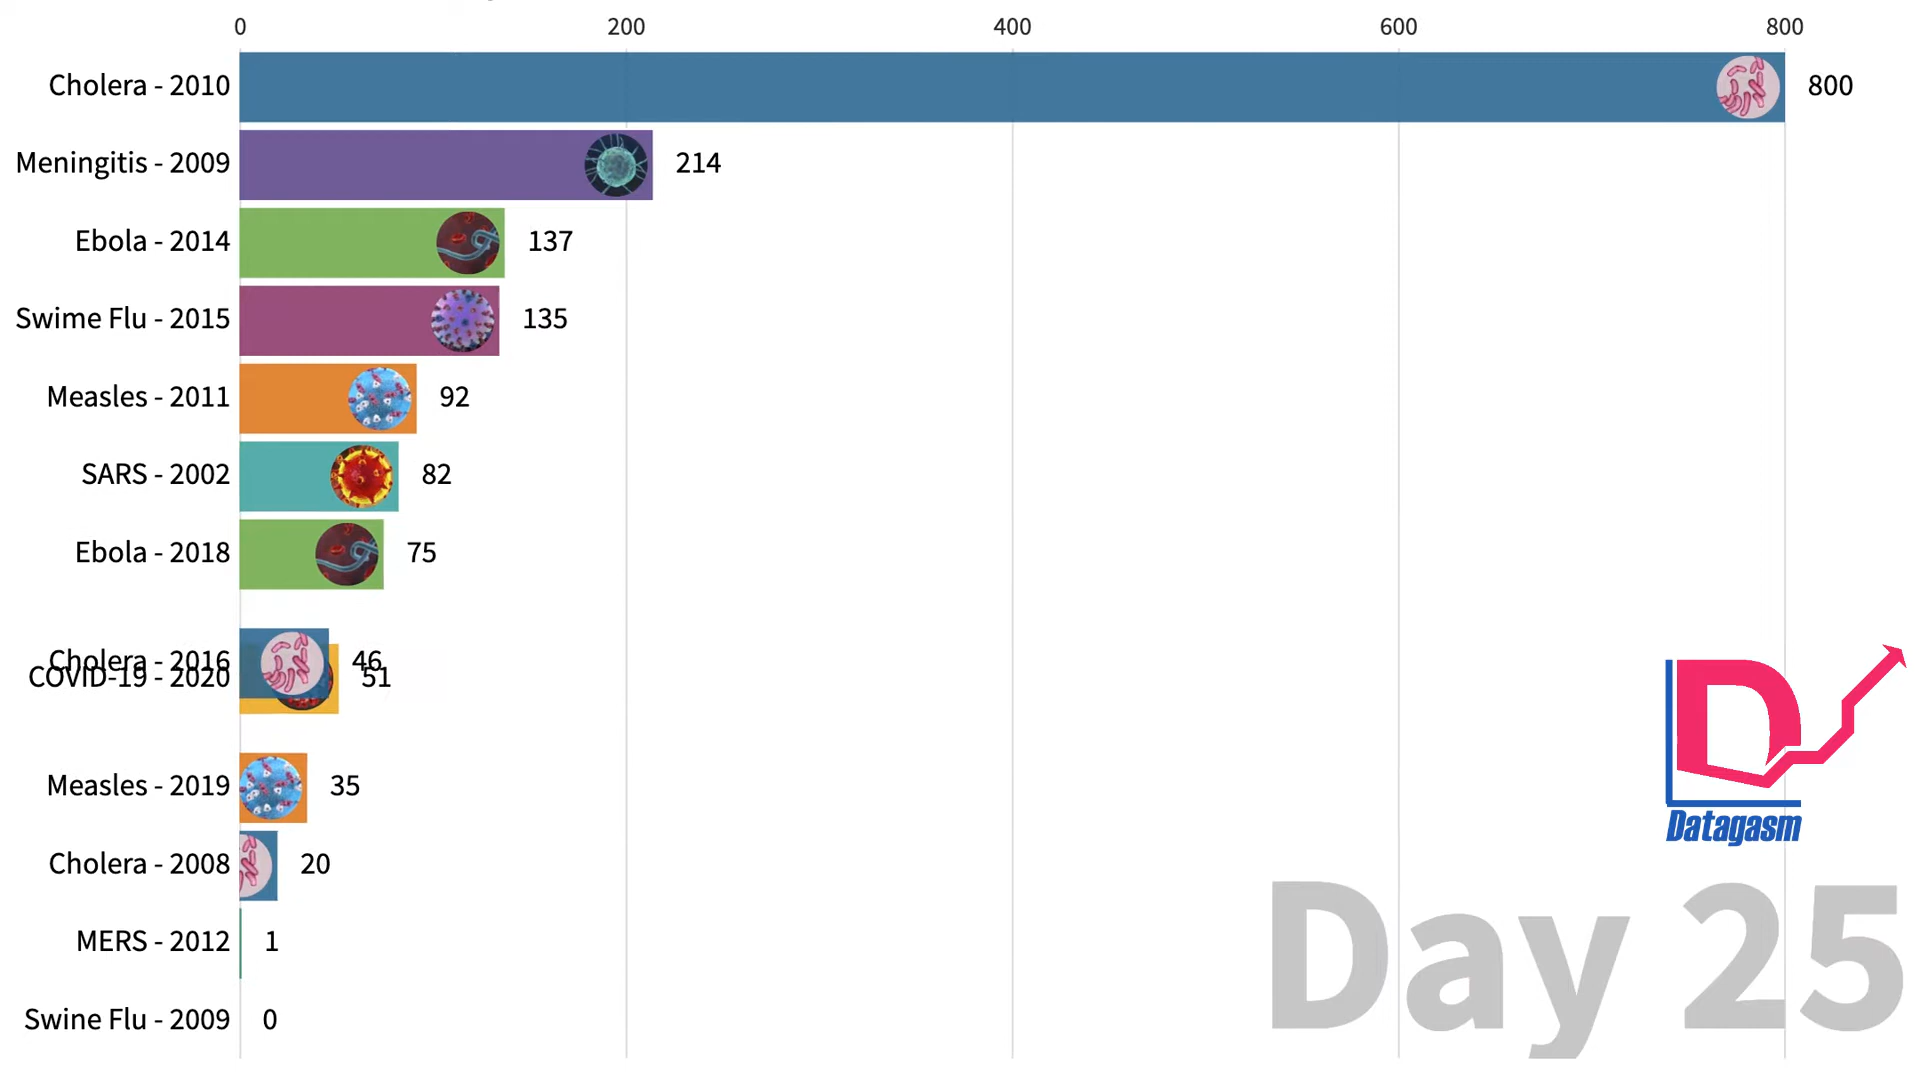 0 200 400 600 800
Cholera - 2010 800
Meningitis - 2009 214
Ebola - 2014 137
Swime Flu - 2015 135
Measles - 2011 92
SARS - 2002 82
Ebola - 2018 75
Cholera - 2016 46
COVID-19 - 2020 51
Measles - 2019 35
Cholera - 2008 20
MERS - 2012 1
Swine Flu - 2009 0
Datagasm
Day 25